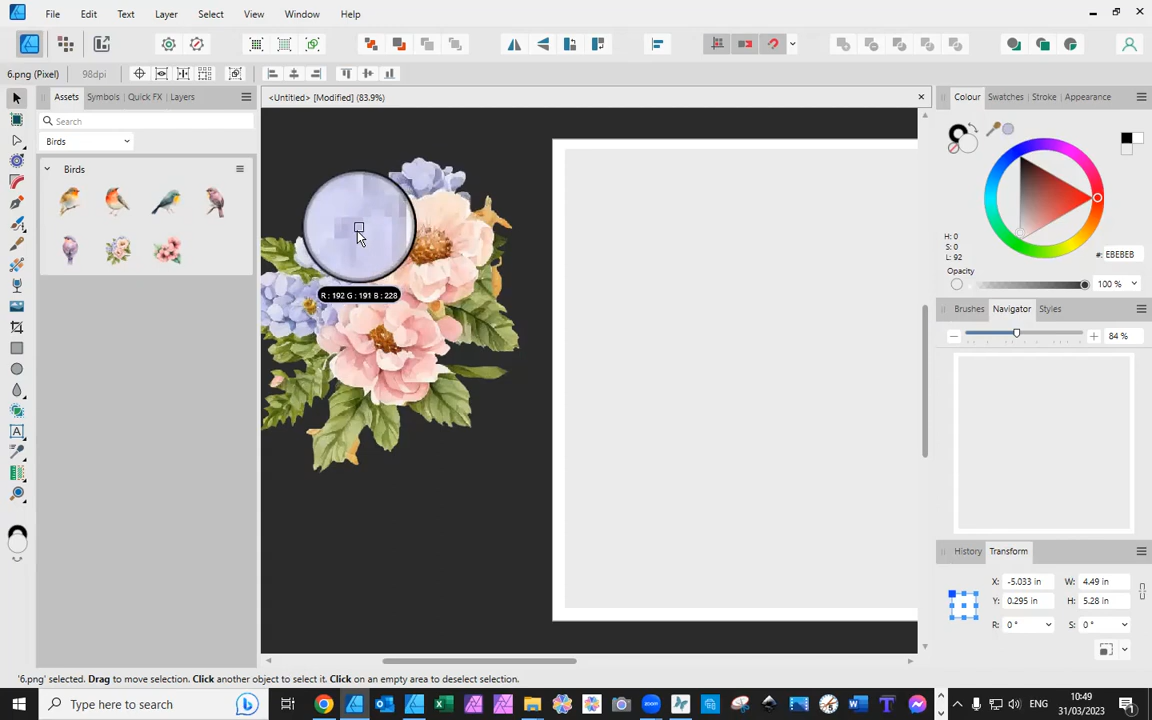 File Edit Text Layer Select View Window Help
6.png (Pixel) 98dpi
Assets Symbols Quick FX Layers
<Untitled> [Modified] (83.9%)
Colour Swatches Stroke Appearance
Search
Birds
Birds
H: 0
S: 0
L: 92
#: EBEBEB
Opacity
100 %
R : 192 G : 191 B : 228
Brushes Navigator Styles
84 %
History Transform
X: -5.033 in W: 4.49 in
Y: 0.295 in H: 5.28 in
R: 0 ° S: 0 °
'6.png' selected. Drag to move selection. Click another object to select it. Click on an empty area to deselect selection.
Type here to search
ENG
10:49
31/03/2023
1